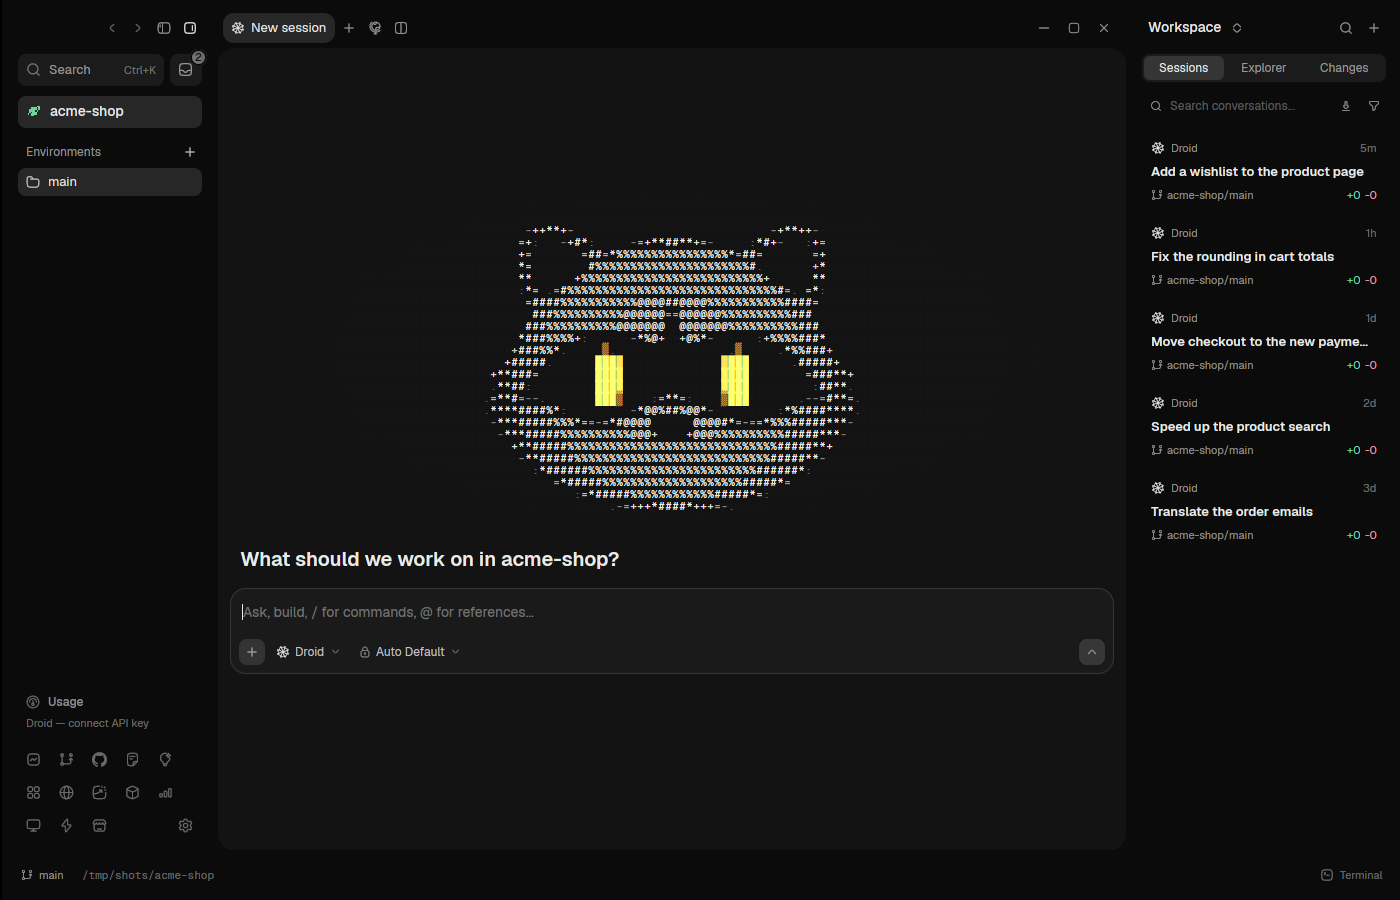 New session
Search Ctrl+K
2
acme-shop
Environments
main
What should we work on in acme-shop?
Ask, build, / for commands, @ for references...
Droid
Auto Default
Usage
Droid — connect API key
main /tmp/shots/acme-shop
Workspace
Sessions Explorer Changes
Search conversations...
Droid 5m
Add a wishlist to the product page
acme-shop/main +0 -0
Droid 1h
Fix the rounding in cart totals
acme-shop/main +0 -0
Droid 1d
Move checkout to the new payme...
acme-shop/main +0 -0
Droid 2d
Speed up the product search
acme-shop/main +0 -0
Droid 3d
Translate the order emails
acme-shop/main +0 -0
Terminal